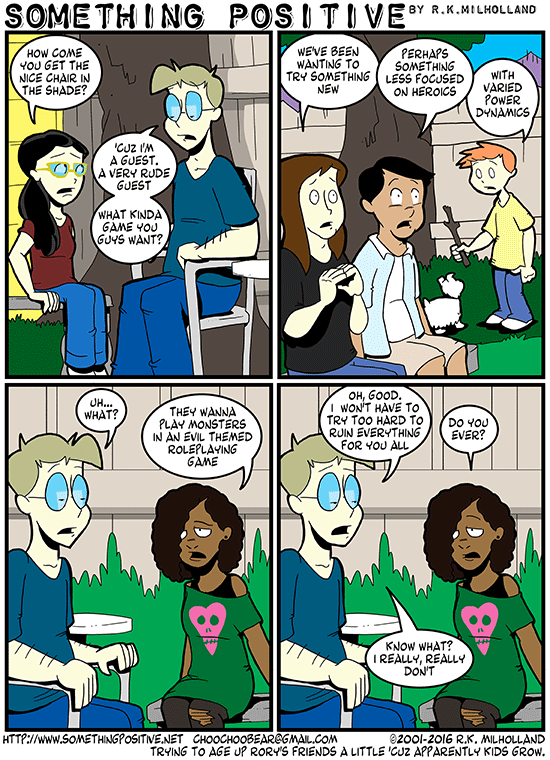 SOMETHING POSITIVE BY R.K.MILHOLLAND
HOW COME
YOU GET THE
NICE CHAIR IN
THE SHADE?
'CUZ I'M
A GUEST.
A VERY RUDE
GUEST
WHAT KINDA
GAME YOU
GUYS WANT?
WE'VE BEEN
WANTING TO
TRY SOMETHING
NEW
PERHAPS
SOMETHING
LESS FOCUSED
ON HEROICS
WITH
VARIED
POWER
DYNAMICS
UH...
WHAT?
THEY WANNA
PLAY MONSTERS
IN AN EVIL THEMED
ROLEPLAYING
GAME
OH, GOOD.
I WON'T HAVE TO
TRY TOO HARD TO
RUIN EVERYTHING
FOR YOU ALL
DO YOU
EVER?
KNOW WHAT?
I REALLY, REALLY
DON'T
HTTP://WWW.SOMETHINGPOSITIVE.NET CHOOCHOOBEAR@GMAIL.COM ©2001-2016 R.K. MILHOLLAND
TRYING TO AGE UP RORY'S FRIENDS A LITTLE 'CUZ APPARENTLY KIDS GROW.